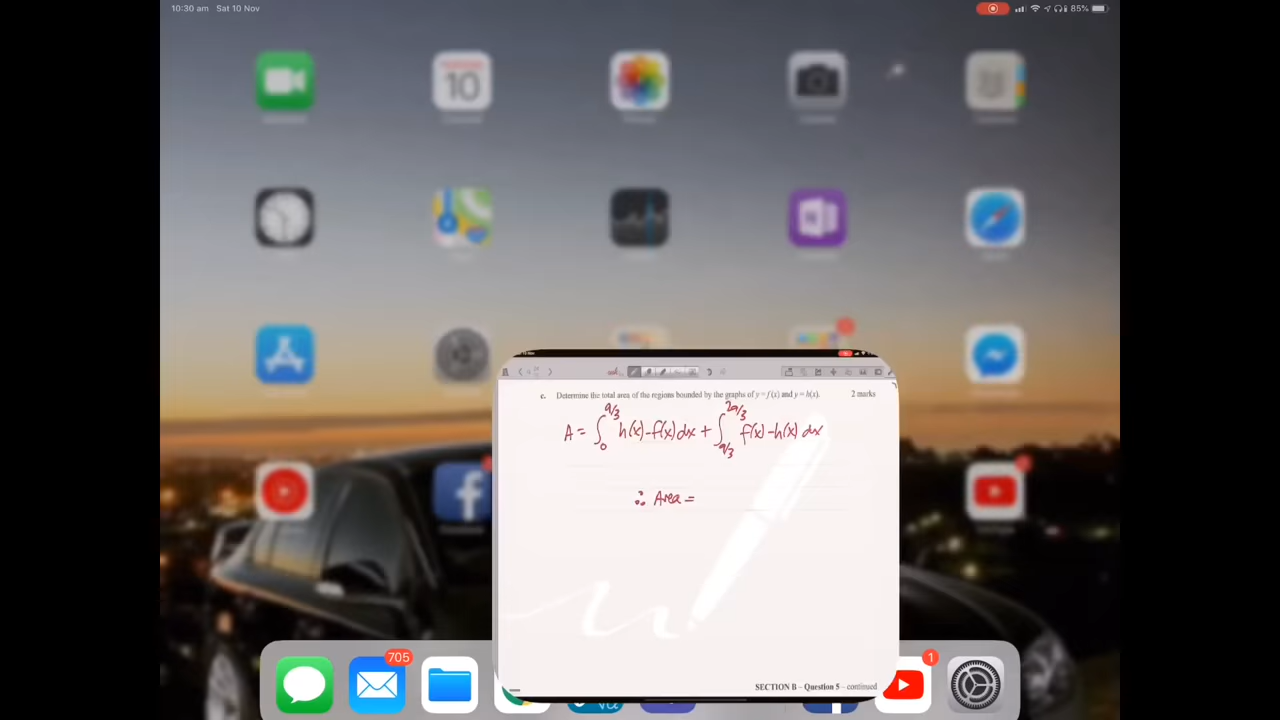 10:30 am Sat 10 Nov
85%
10
c. Determine the total area of the regions bounded by the graphs of y = f(x) and y = h(x). 2 marks
A = ∫₀^(a/3) h(x) - f(x) dx + ∫_(a/3)^(2a/3) f(x) - h(x) dx
∴ Area =
SECTION B – Question 5 – continued
705
1